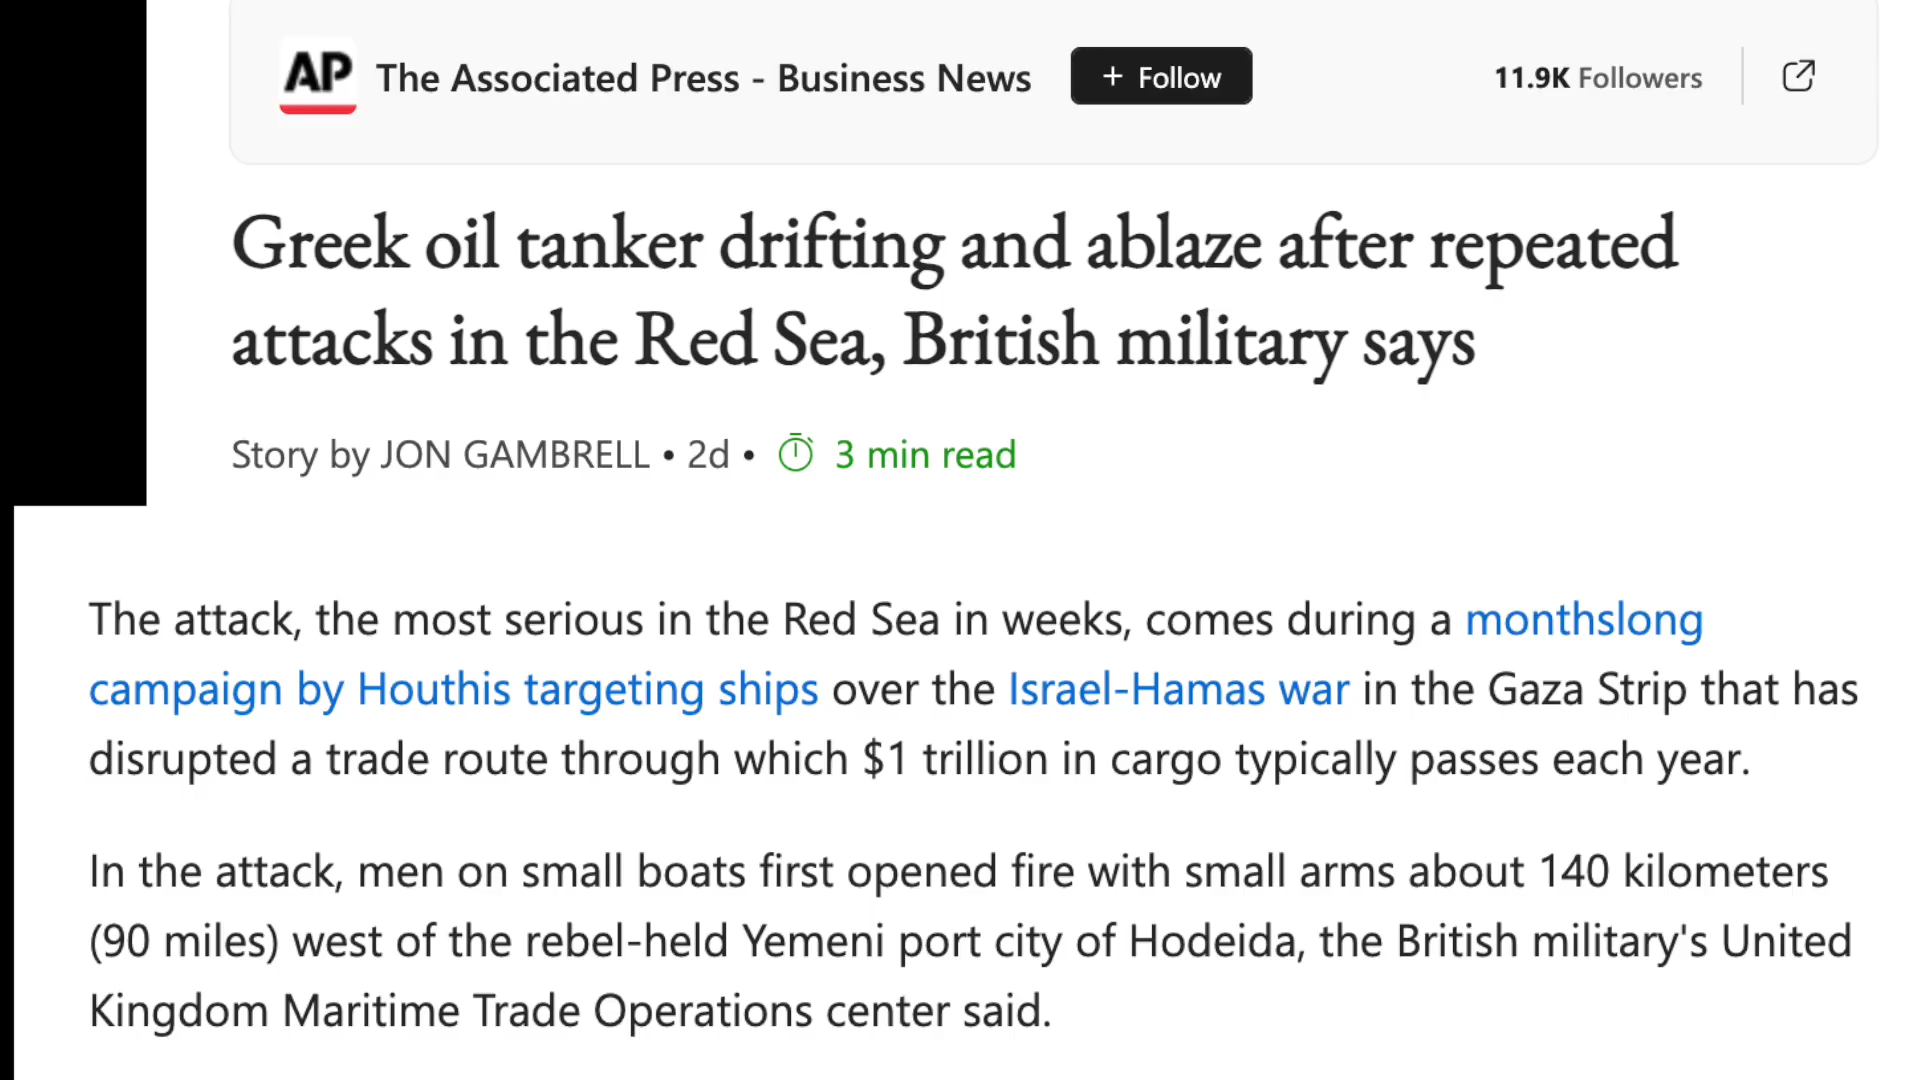 AP The Associated Press - Business News + Follow 11.9K Followers
Greek oil tanker drifting and ablaze after repeated
attacks in the Red Sea, British military says
Story by JON GAMBRELL • 2d • 3 min read
The attack, the most serious in the Red Sea in weeks, comes during a monthslong
campaign by Houthis targeting ships over the Israel-Hamas war in the Gaza Strip that has
disrupted a trade route through which $1 trillion in cargo typically passes each year.
In the attack, men on small boats first opened fire with small arms about 140 kilometers
(90 miles) west of the rebel-held Yemeni port city of Hodeida, the British military's United
Kingdom Maritime Trade Operations center said.